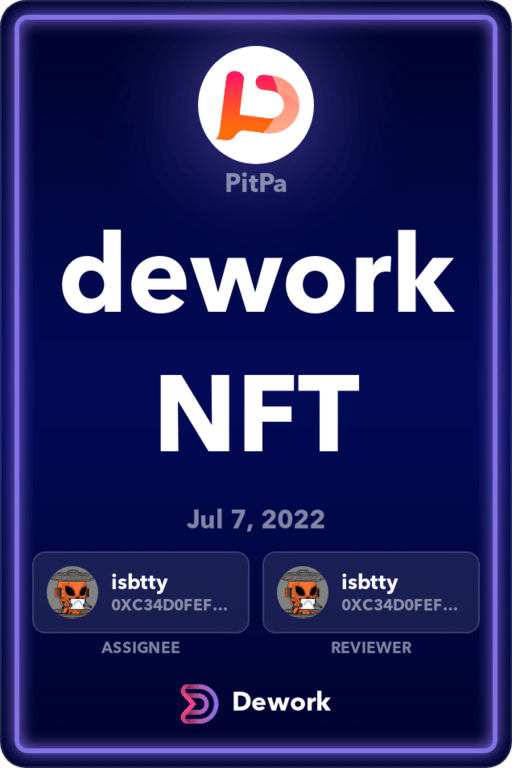 PitPa
dework
NFT
Jul 7, 2022
isbtty
0XC34D0FEF...
ASSIGNEE
isbtty
0XC34D0FEF...
REVIEWER
Dework